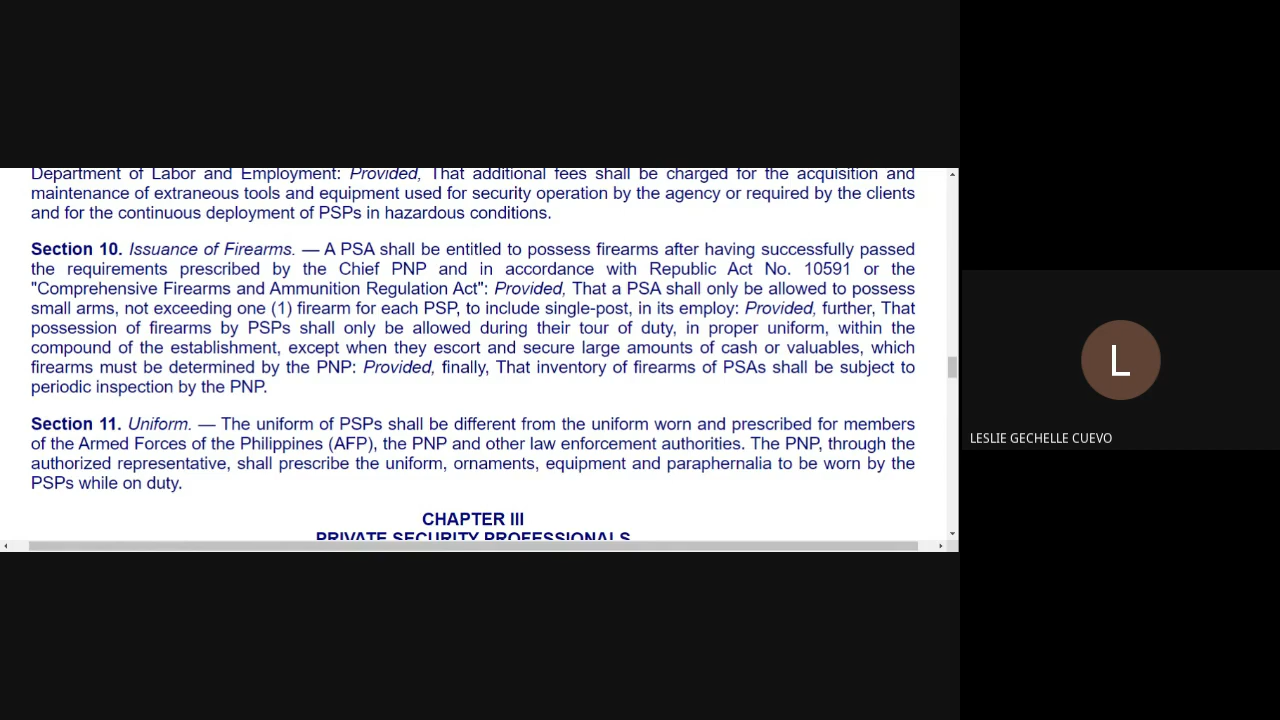 Department of Labor and Employment: Provided, That additional fees shall be charged for the acquisition and
maintenance of extraneous tools and equipment used for security operation by the agency or required by the clients
and for the continuous deployment of PSPs in hazardous conditions.
Section 10. Issuance of Firearms. — A PSA shall be entitled to possess firearms after having successfully passed
the requirements prescribed by the Chief PNP and in accordance with Republic Act No. 10591 or the
"Comprehensive Firearms and Ammunition Regulation Act": Provided, That a PSA shall only be allowed to possess
small arms, not exceeding one (1) firearm for each PSP, to include single-post, in its employ: Provided, further, That
possession of firearms by PSPs shall only be allowed during their tour of duty, in proper uniform, within the
compound of the establishment, except when they escort and secure large amounts of cash or valuables, which
firearms must be determined by the PNP: Provided, finally, That inventory of firearms of PSAs shall be subject to
periodic inspection by the PNP.
Section 11. Uniform. — The uniform of PSPs shall be different from the uniform worn and prescribed for members
of the Armed Forces of the Philippines (AFP), the PNP and other law enforcement authorities. The PNP, through the
authorized representative, shall prescribe the uniform, ornaments, equipment and paraphernalia to be worn by the
PSPs while on duty.
CHAPTER III
PRIVATE SECURITY PROFESSIONALS
L
LESLIE GECHELLE CUEVO